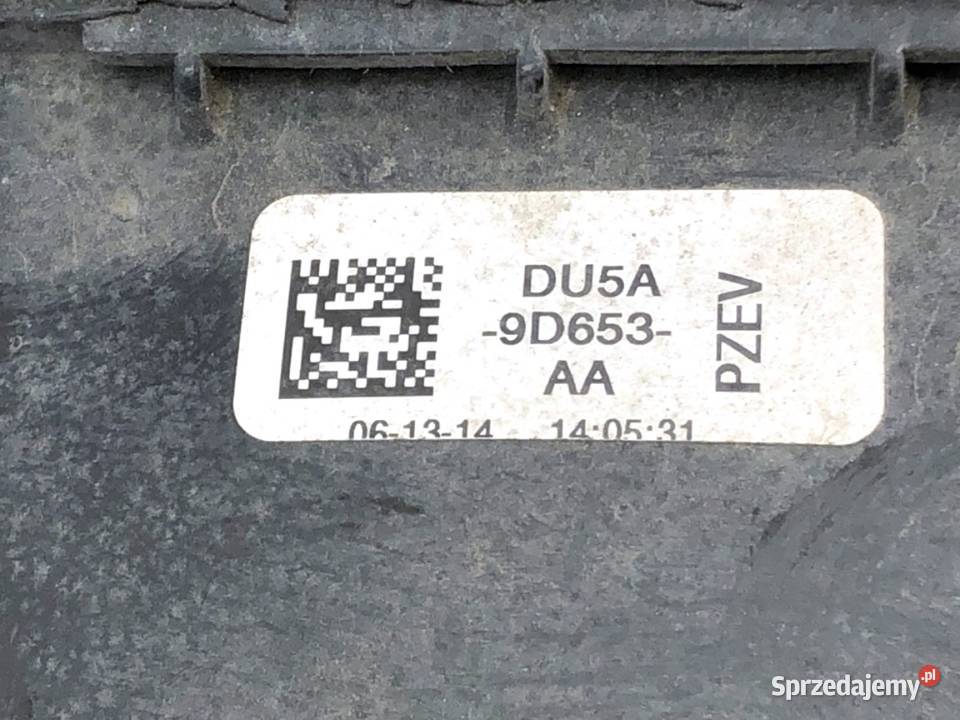 DU5A
-9D653-
AA
PZEV
06-13-14 14:05:31
Sprzedajemy.pl